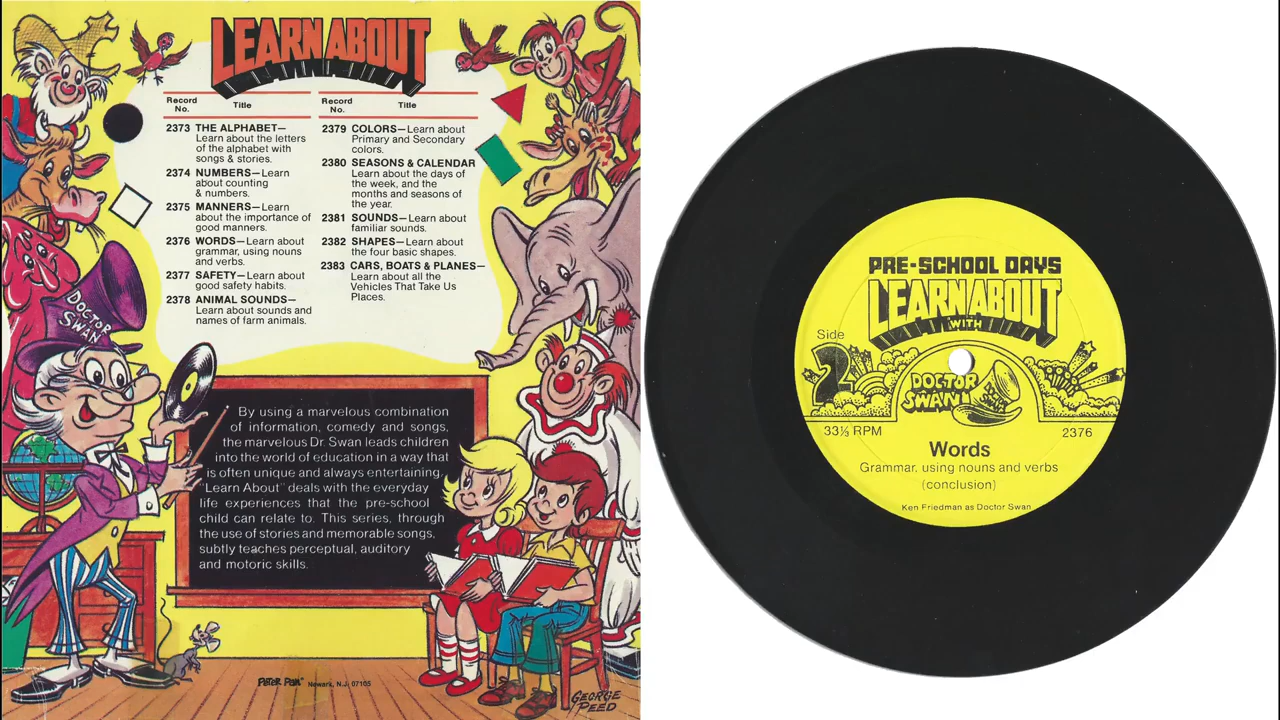 LEARN ABOUT
Record No. Title
2373 THE ALPHABET—
Learn about the letters
of the alphabet with
songs & stories.
2374 NUMBERS—Learn
about counting
& numbers.
2375 MANNERS—Learn
about the importance of
good manners.
2376 WORDS—Learn about
grammar, using nouns
and verbs.
2377 SAFETY—Learn about
good safety habits.
2378 ANIMAL SOUNDS—
Learn about sounds and
names of farm animals.
Record No. Title
2379 COLORS—Learn about
Primary and Secondary
colors.
2380 SEASONS & CALENDAR
Learn about the days of
the week, and the
months and seasons of
the year.
2381 SOUNDS—Learn about
familiar sounds.
2382 SHAPES—Learn about
the four basic shapes.
2383 CARS, BOATS & PLANES—
Learn about all the
Vehicles That Take Us
Places.
DOCTOR
SWAN
By using a marvelous combination
of information, comedy and songs,
the marvelous Dr. Swan leads children
into the world of education in a way that
is often unique and always entertaining.
"Learn About" deals with the everyday
life experiences that the pre-school
child can relate to. This series, through
the use of stories and memorable songs,
subtly teaches perceptual, auditory
and motoric skills.
Peter Pan Newark, N.J. 07105
GEORGE
PEED
PRE-SCHOOL DAYS
LEARN ABOUT
WITH
Side
2
DOCTOR
SWAN
33⅓ RPM 2376
Words
Grammar, using nouns and verbs
(conclusion)
Ken Friedman as Doctor Swan